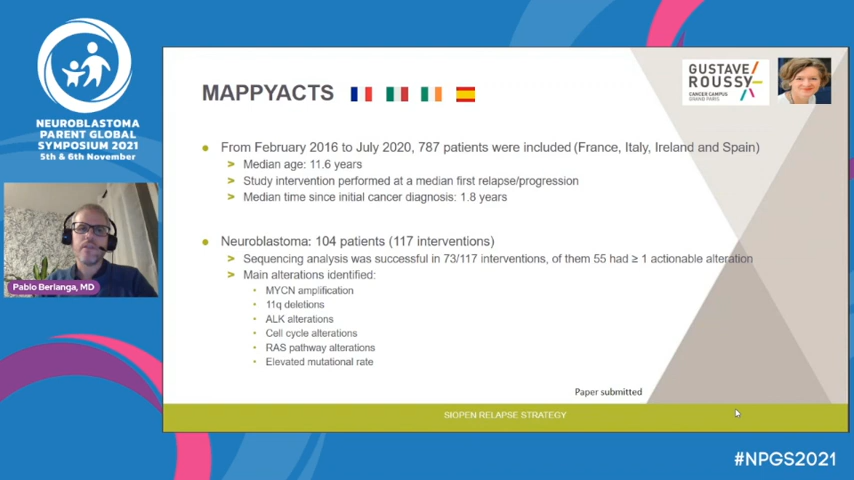 NEUROBLASTOMA
PARENT GLOBAL
SYMPOSIUM 2021
5th & 6th November
Pablo Berlanga, MD
MAPPYACTS
GUSTAVE
ROUSSY
CANCER CAMPUS
GRAND PARIS
From February 2016 to July 2020, 787 patients were included (France, Italy, Ireland and Spain)
Median age: 11.6 years
Study intervention performed at a median first relapse/progression
Median time since initial cancer diagnosis: 1.8 years
Neuroblastoma: 104 patients (117 interventions)
Sequencing analysis was successful in 73/117 interventions, of them 55 had ≥ 1 actionable alteration
Main alterations identified:
MYCN amplification
11q deletions
ALK alterations
Cell cycle alterations
RAS pathway alterations
Elevated mutational rate
Paper submitted
SIOPEN RELAPSE STRATEGY
#NPGS2021